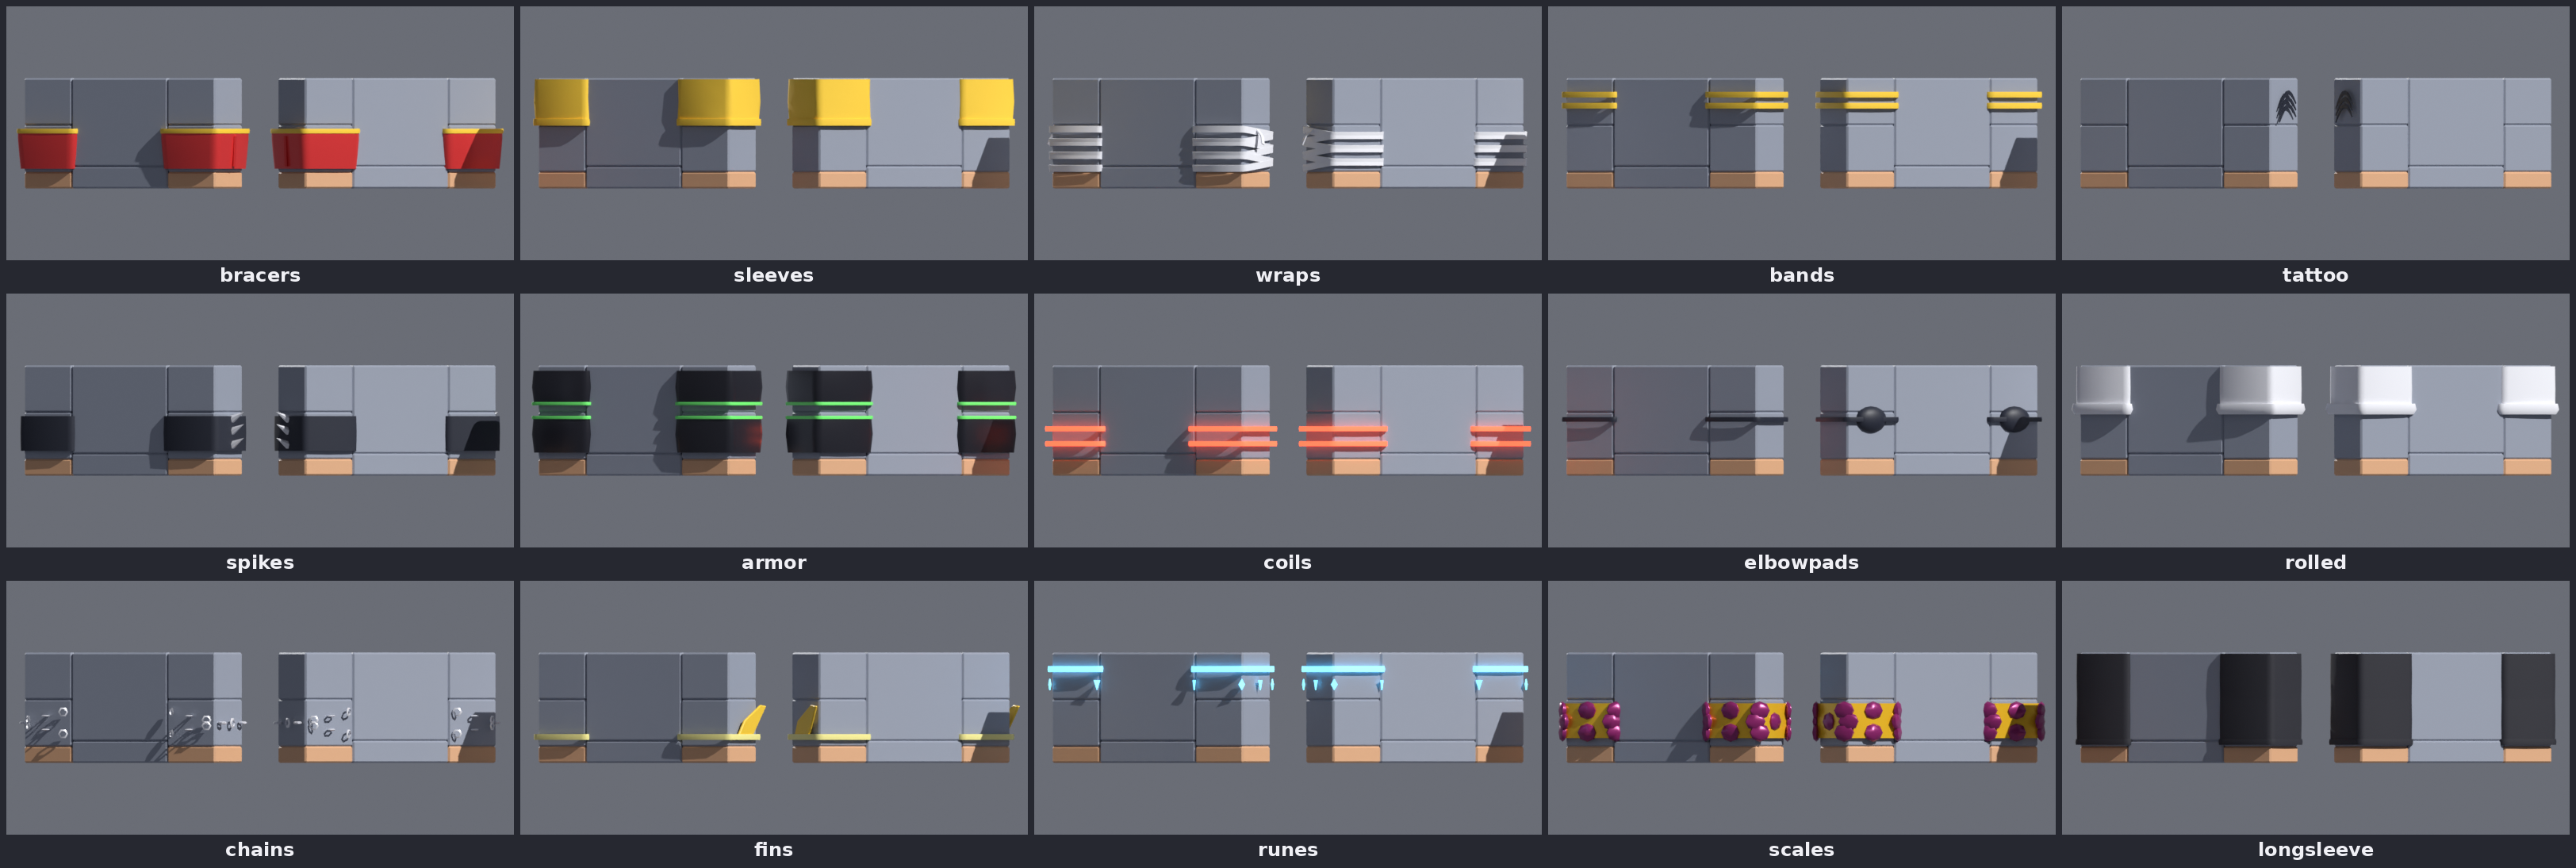 bracers
sleeves
wraps
bands
tattoo
spikes
armor
coils
elbowpads
rolled
chains
fins
runes
scales
longsleeve